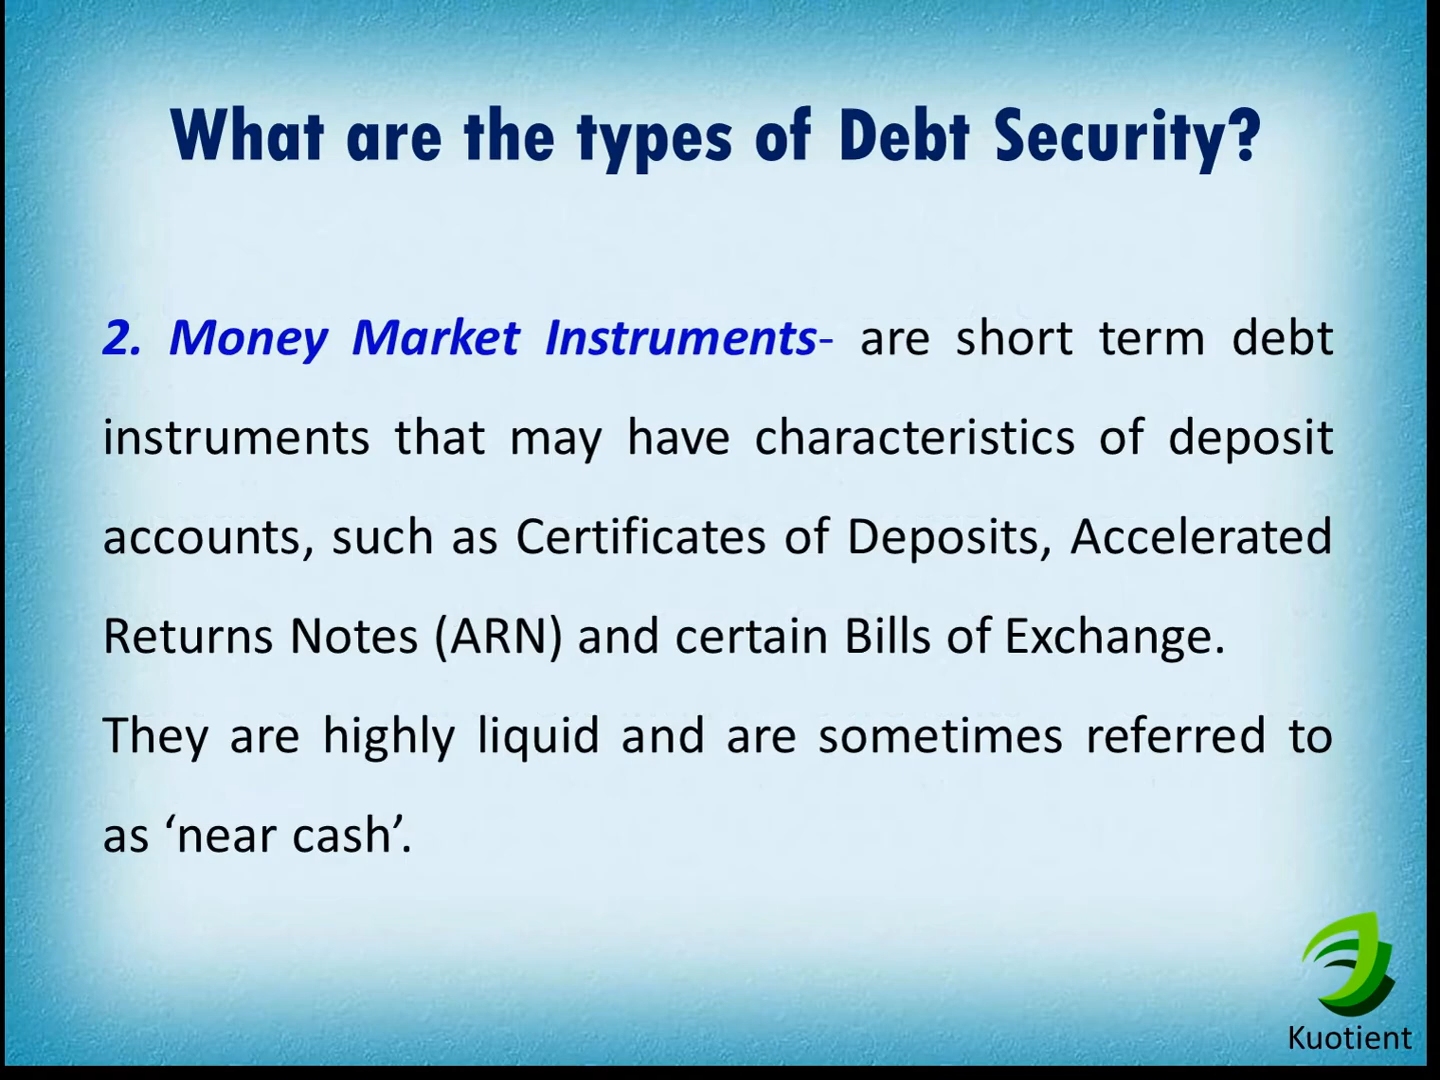 What are the types of Debt Security?
2. Money Market Instruments- are short term debt
instruments that may have characteristics of deposit
accounts, such as Certificates of Deposits, Accelerated
Returns Notes (ARN) and certain Bills of Exchange.
They are highly liquid and are sometimes referred to
as ‘near cash’.
Kuotient